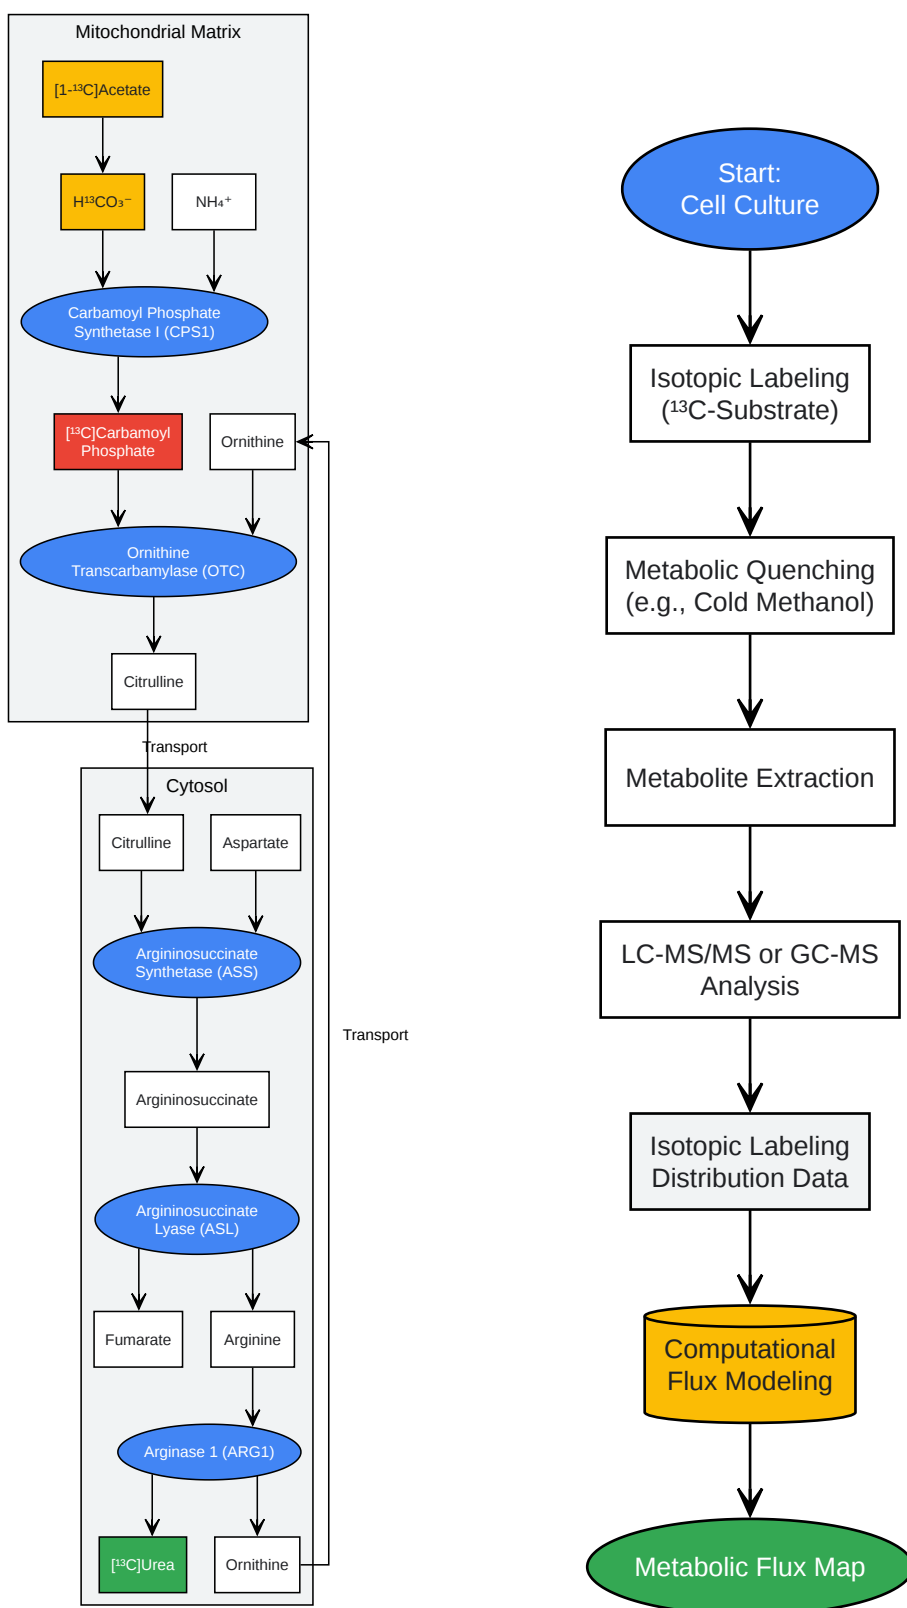 Mitochondrial Matrix
[1-¹³C]Acetate
H¹³CO₃⁻
NH₄⁺
Carbamoyl Phosphate
Synthetase I (CPS1)
[¹³C]Carbamoyl
Phosphate
Ornithine
Ornithine
Transcarbamylase (OTC)
Citrulline
Transport
Cytosol
Citrulline
Aspartate
Argininosuccinate
Synthetase (ASS)
Transport
Argininosuccinate
Argininosuccinate
Lyase (ASL)
Fumarate
Arginine
Arginase 1 (ARG1)
[¹³C]Urea
Ornithine
Start:
Cell Culture
Isotopic Labeling
(¹³C-Substrate)
Metabolic Quenching
(e.g., Cold Methanol)
Metabolite Extraction
LC-MS/MS or GC-MS
Analysis
Isotopic Labeling
Distribution Data
Computational
Flux Modeling
Metabolic Flux Map